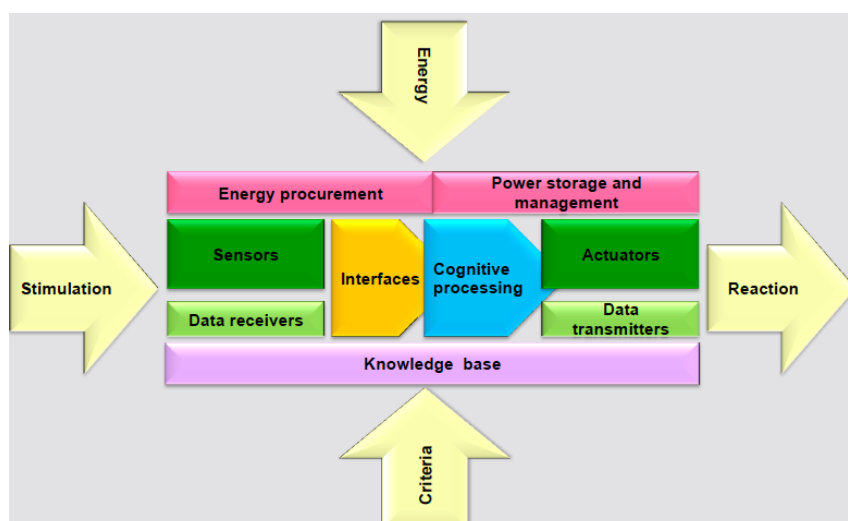 Energy
Energy procurement
Power storage and
management
Stimulation
Sensors
Interfaces
Cognitive
processing
Actuators
Reaction
Data receivers
Data
transmitters
Knowledge base
Criteria